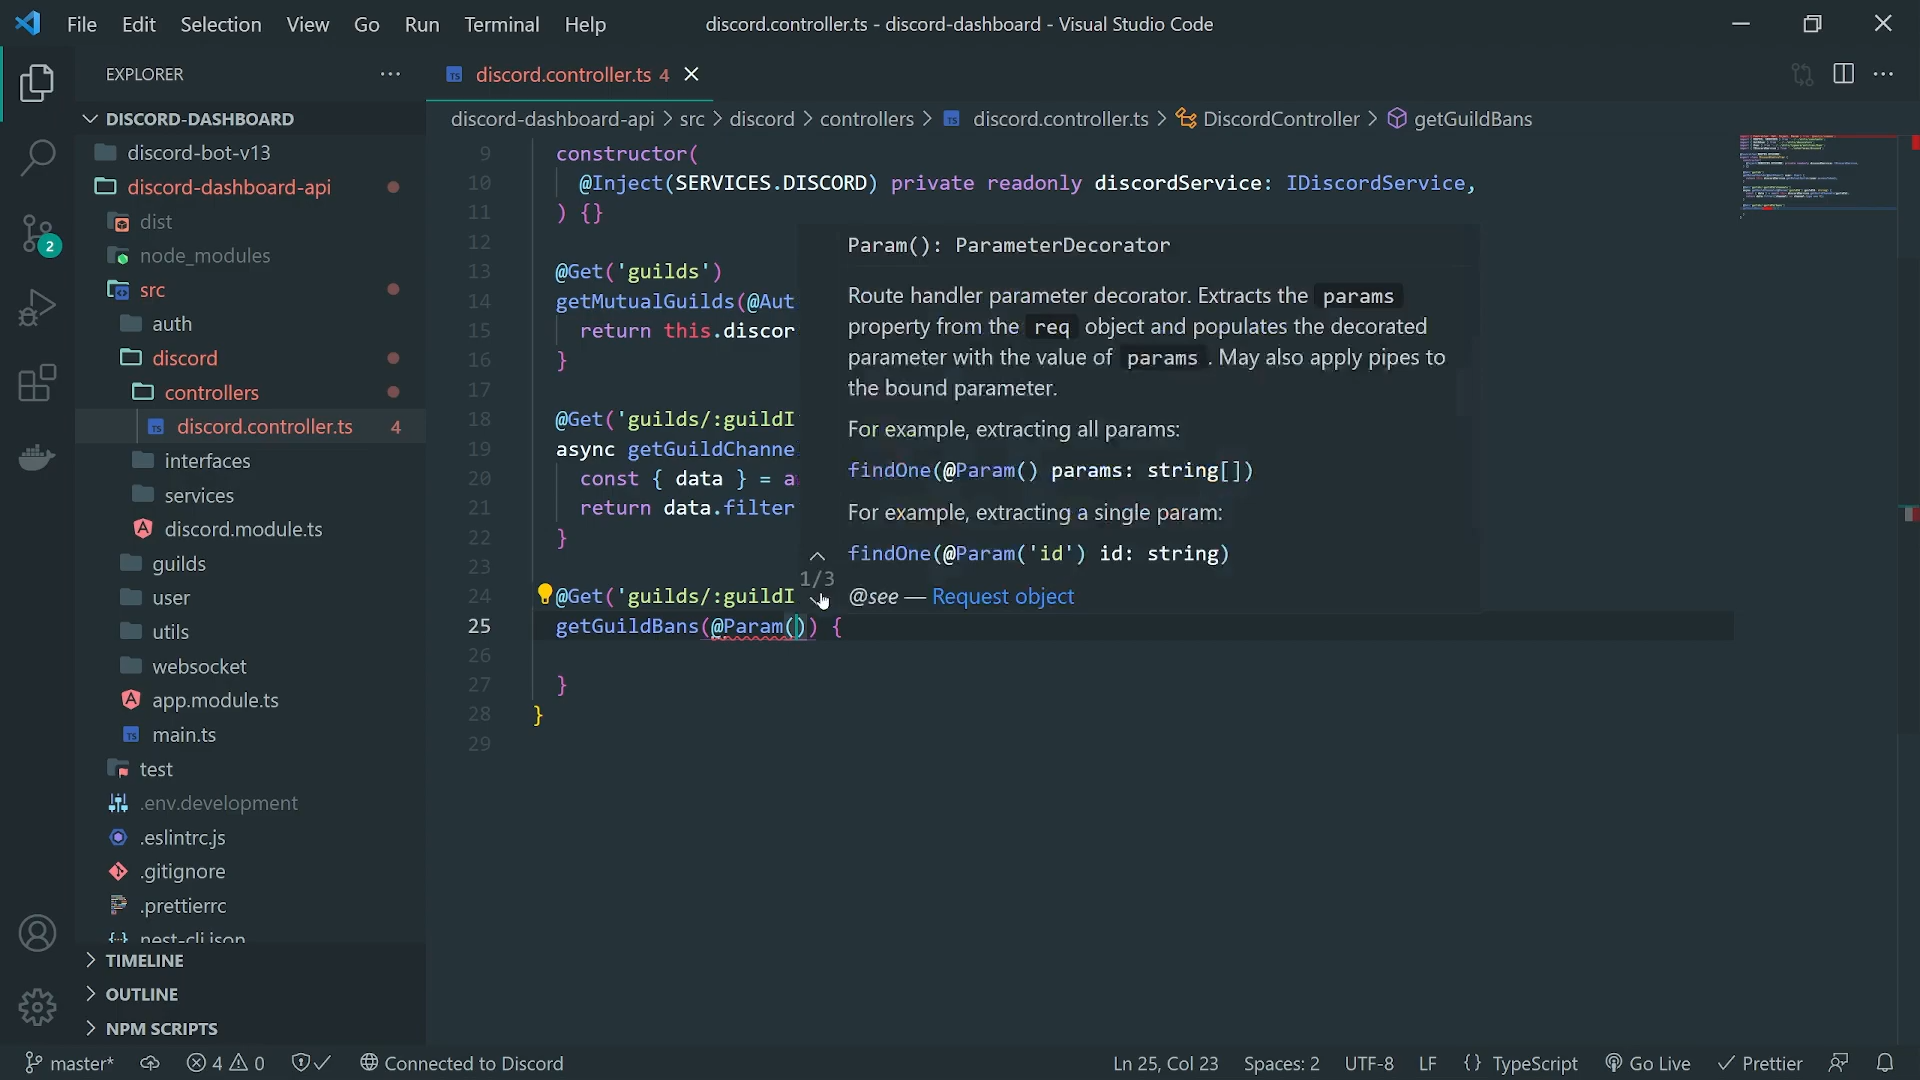 File Edit Selection View Go Run Terminal Help
discord.controller.ts - discord-dashboard - Visual Studio Code
EXPLORER
discord.controller.ts 4
DISCORD-DASHBOARD
discord-dashboard-api > src > discord > controllers > TS discord.controller.ts > DiscordController > getGuildBans
discord-bot-v13
discord-dashboard-api
dist
node_modules
src
auth
discord
controllers
TS discord.controller.ts 4
interfaces
services
discord.module.ts
guilds
user
utils
websocket
app.module.ts
TS main.ts
test
.env.development
.eslintrc.js
.gitignore
.prettierrc
nest-cli.json
TIMELINE
OUTLINE
NPM SCRIPTS
2
9 constructor(
10 @Inject(SERVICES.DISCORD) private readonly discordService: IDiscordService,
11 ) {}
12
13 @Get('guilds')
14 getMutualGuilds(@Aut
15 return this.discor
16 }
17
18 @Get('guilds/:guildI
19 async getGuildChanne
20 const { data } = a
21 return data.filter
22 }
23
24 @Get('guilds/:guildI
25 getGuildBans(@Param()) {
26
27 }
28 }
29
1/3
Param(): ParameterDecorator
Route handler parameter decorator. Extracts the params
property from the req object and populates the decorated
parameter with the value of params . May also apply pipes to
the bound parameter.
For example, extracting all params:
findOne(@Param() params: string[])
For example, extracting a single param:
findOne(@Param('id') id: string)
@see — Request object
master* 4 0 Connected to Discord Ln 25, Col 23 Spaces: 2 UTF-8 LF {} TypeScript Go Live Prettier